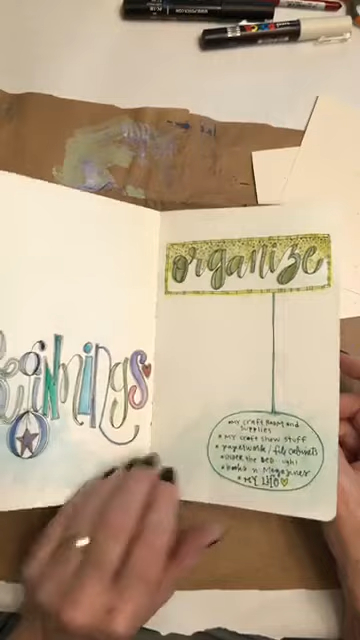 Beginnings
organize
my craft room and
supplies
• my craft show stuff
• paperwork / file cabinets
• under the bed
• books n magazines
• MY LIFE